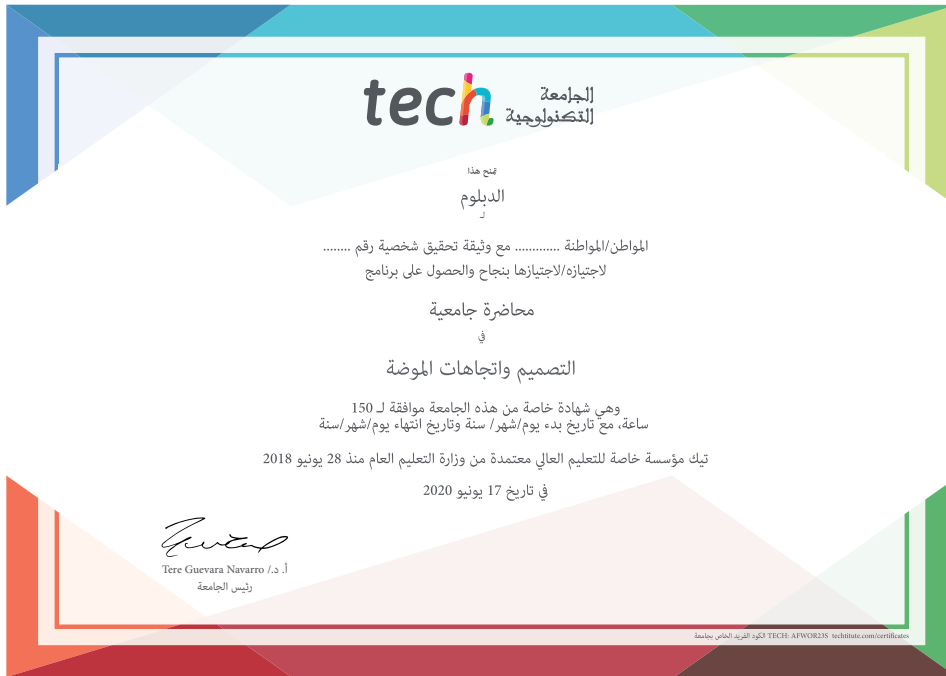 tech الجامعة
التكنولوجية
تمنح هذا
الدبلوم
لـ
المواطن/المواطنة ............. مع وثيقة تحقيق شخصية رقم ........
لاجتيازه/لاجتيازها بنجاح والحصول على برنامج
محاضرة جامعية
في
التصميم واتجاهات الموضة
وهي شهادة خاصة من هذه الجامعة موافقة لـ 150
ساعة، مع تاريخ بدء يوم/شهر/ سنة وتاريخ انتهاء يوم/شهر/سنة
تيك مؤسسة خاصة للتعليم العالي معتمدة من وزارة التعليم العام منذ 28 يونيو 2018
في تاريخ 17 يونيو 2020
أ. د./ Tere Guevara Navarro
رئيس الجامعة
الكود الفريد الخاص بجامعة TECH: AFWOR23S techtitute.com/certificates